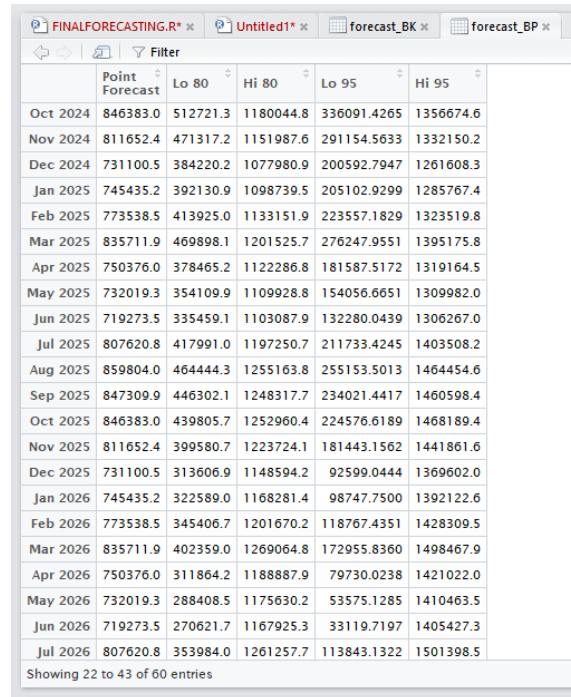 FINALFORECASTING.R* × Untitled1* × forecast_BK × forecast_BP ×
Filter
Point Forecast Lo 80 Hi 80 Lo 95 Hi 95
Oct 2024 846383.0 512721.3 1180044.8 336091.4265 1356674.6
Nov 2024 811652.4 471317.2 1151987.6 291154.5633 1332150.2
Dec 2024 731100.5 384220.2 1077980.9 200592.7947 1261608.3
Jan 2025 745435.2 392130.9 1098739.5 205102.9299 1285767.4
Feb 2025 773538.5 413925.0 1133151.9 223557.1829 1323519.8
Mar 2025 835711.9 469898.1 1201525.7 276247.9551 1395175.8
Apr 2025 750376.0 378465.2 1122286.8 181587.5172 1319164.5
May 2025 732019.3 354109.9 1109928.8 154056.6651 1309982.0
Jun 2025 719273.5 335459.1 1103087.9 132280.0439 1306267.0
Jul 2025 807620.8 417991.0 1197250.7 211733.4245 1403508.2
Aug 2025 859804.0 464444.3 1255163.8 255153.5013 1464454.6
Sep 2025 847309.9 446302.1 1248317.7 234021.4417 1460598.4
Oct 2025 846383.0 439805.7 1252960.4 224576.6189 1468189.4
Nov 2025 811652.4 399580.7 1223724.1 181443.1562 1441861.6
Dec 2025 731100.5 313606.9 1148594.2 92599.0444 1369602.0
Jan 2026 745435.2 322589.0 1168281.4 98747.7500 1392122.6
Feb 2026 773538.5 345406.7 1201670.2 118767.4351 1428309.5
Mar 2026 835711.9 402359.0 1269064.8 172955.8360 1498467.9
Apr 2026 750376.0 311864.2 1188887.9 79730.0238 1421022.0
May 2026 732019.3 288408.5 1175630.2 53575.1285 1410463.5
Jun 2026 719273.5 270621.7 1167925.3 33119.7197 1405427.3
Jul 2026 807620.8 353984.0 1261257.7 113843.1322 1501398.5
Showing 22 to 43 of 60 entries